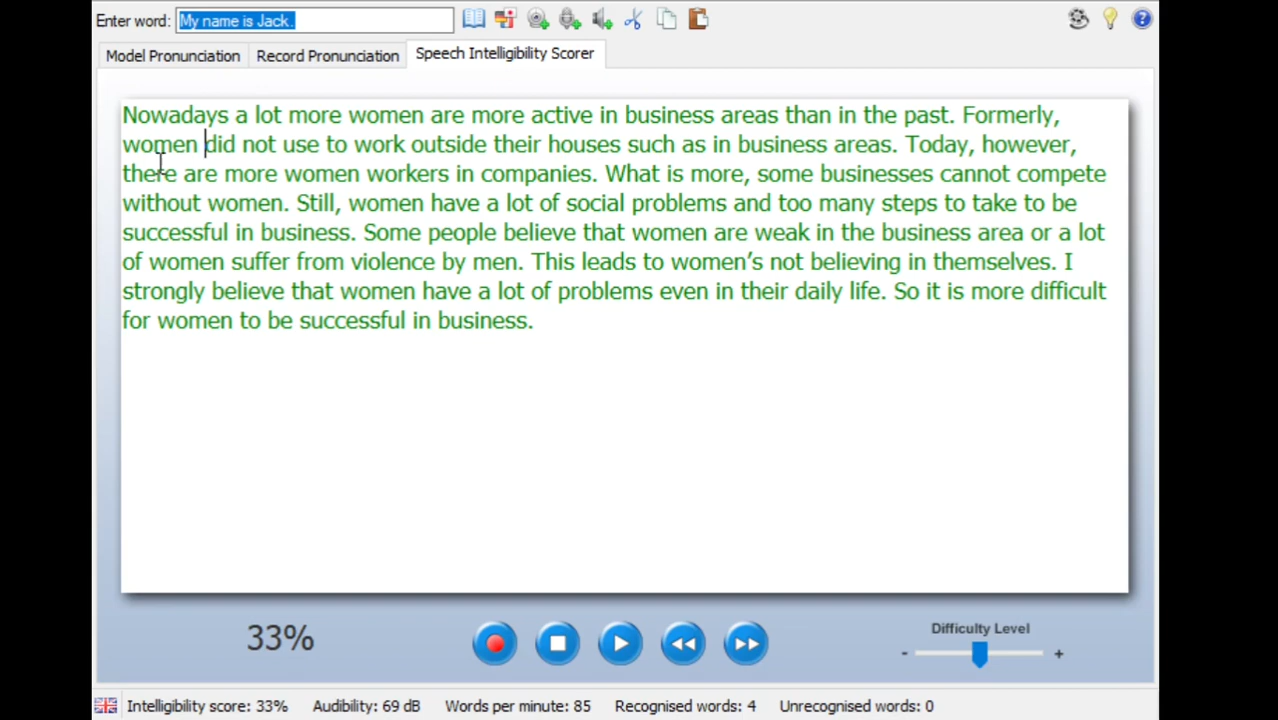 Enter word: My name is Jack.
Model Pronunciation Record Pronunciation Speech Intelligibility Scorer
Nowadays a lot more women are more active in business areas than in the past. Formerly,
women did not use to work outside their houses such as in business areas. Today, however,
there are more women workers in companies. What is more, some businesses cannot compete
without women. Still, women have a lot of social problems and too many steps to take to be
successful in business. Some people believe that women are weak in the business area or a lot
of women suffer from violence by men. This leads to women’s not believing in themselves. I
strongly believe that women have a lot of problems even in their daily life. So it is more difficult
for women to be successful in business.
33%
Difficulty Level
- +
Intelligibility score: 33% Audibility: 69 dB Words per minute: 85 Recognised words: 4 Unrecognised words: 0